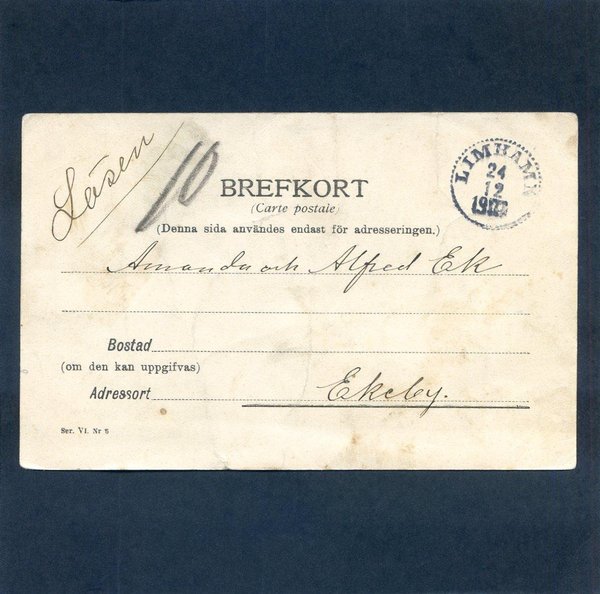 Lösen
10
LIMHAMN
24
12
BREFKORT
(Carte postale)
(Denna sida användes endast för adresseringen.)
Amanda och Alfred Ek
Bostad
(om den kan uppgifvas)
Adressort Ekeby.
Ser. VI. Nr 5